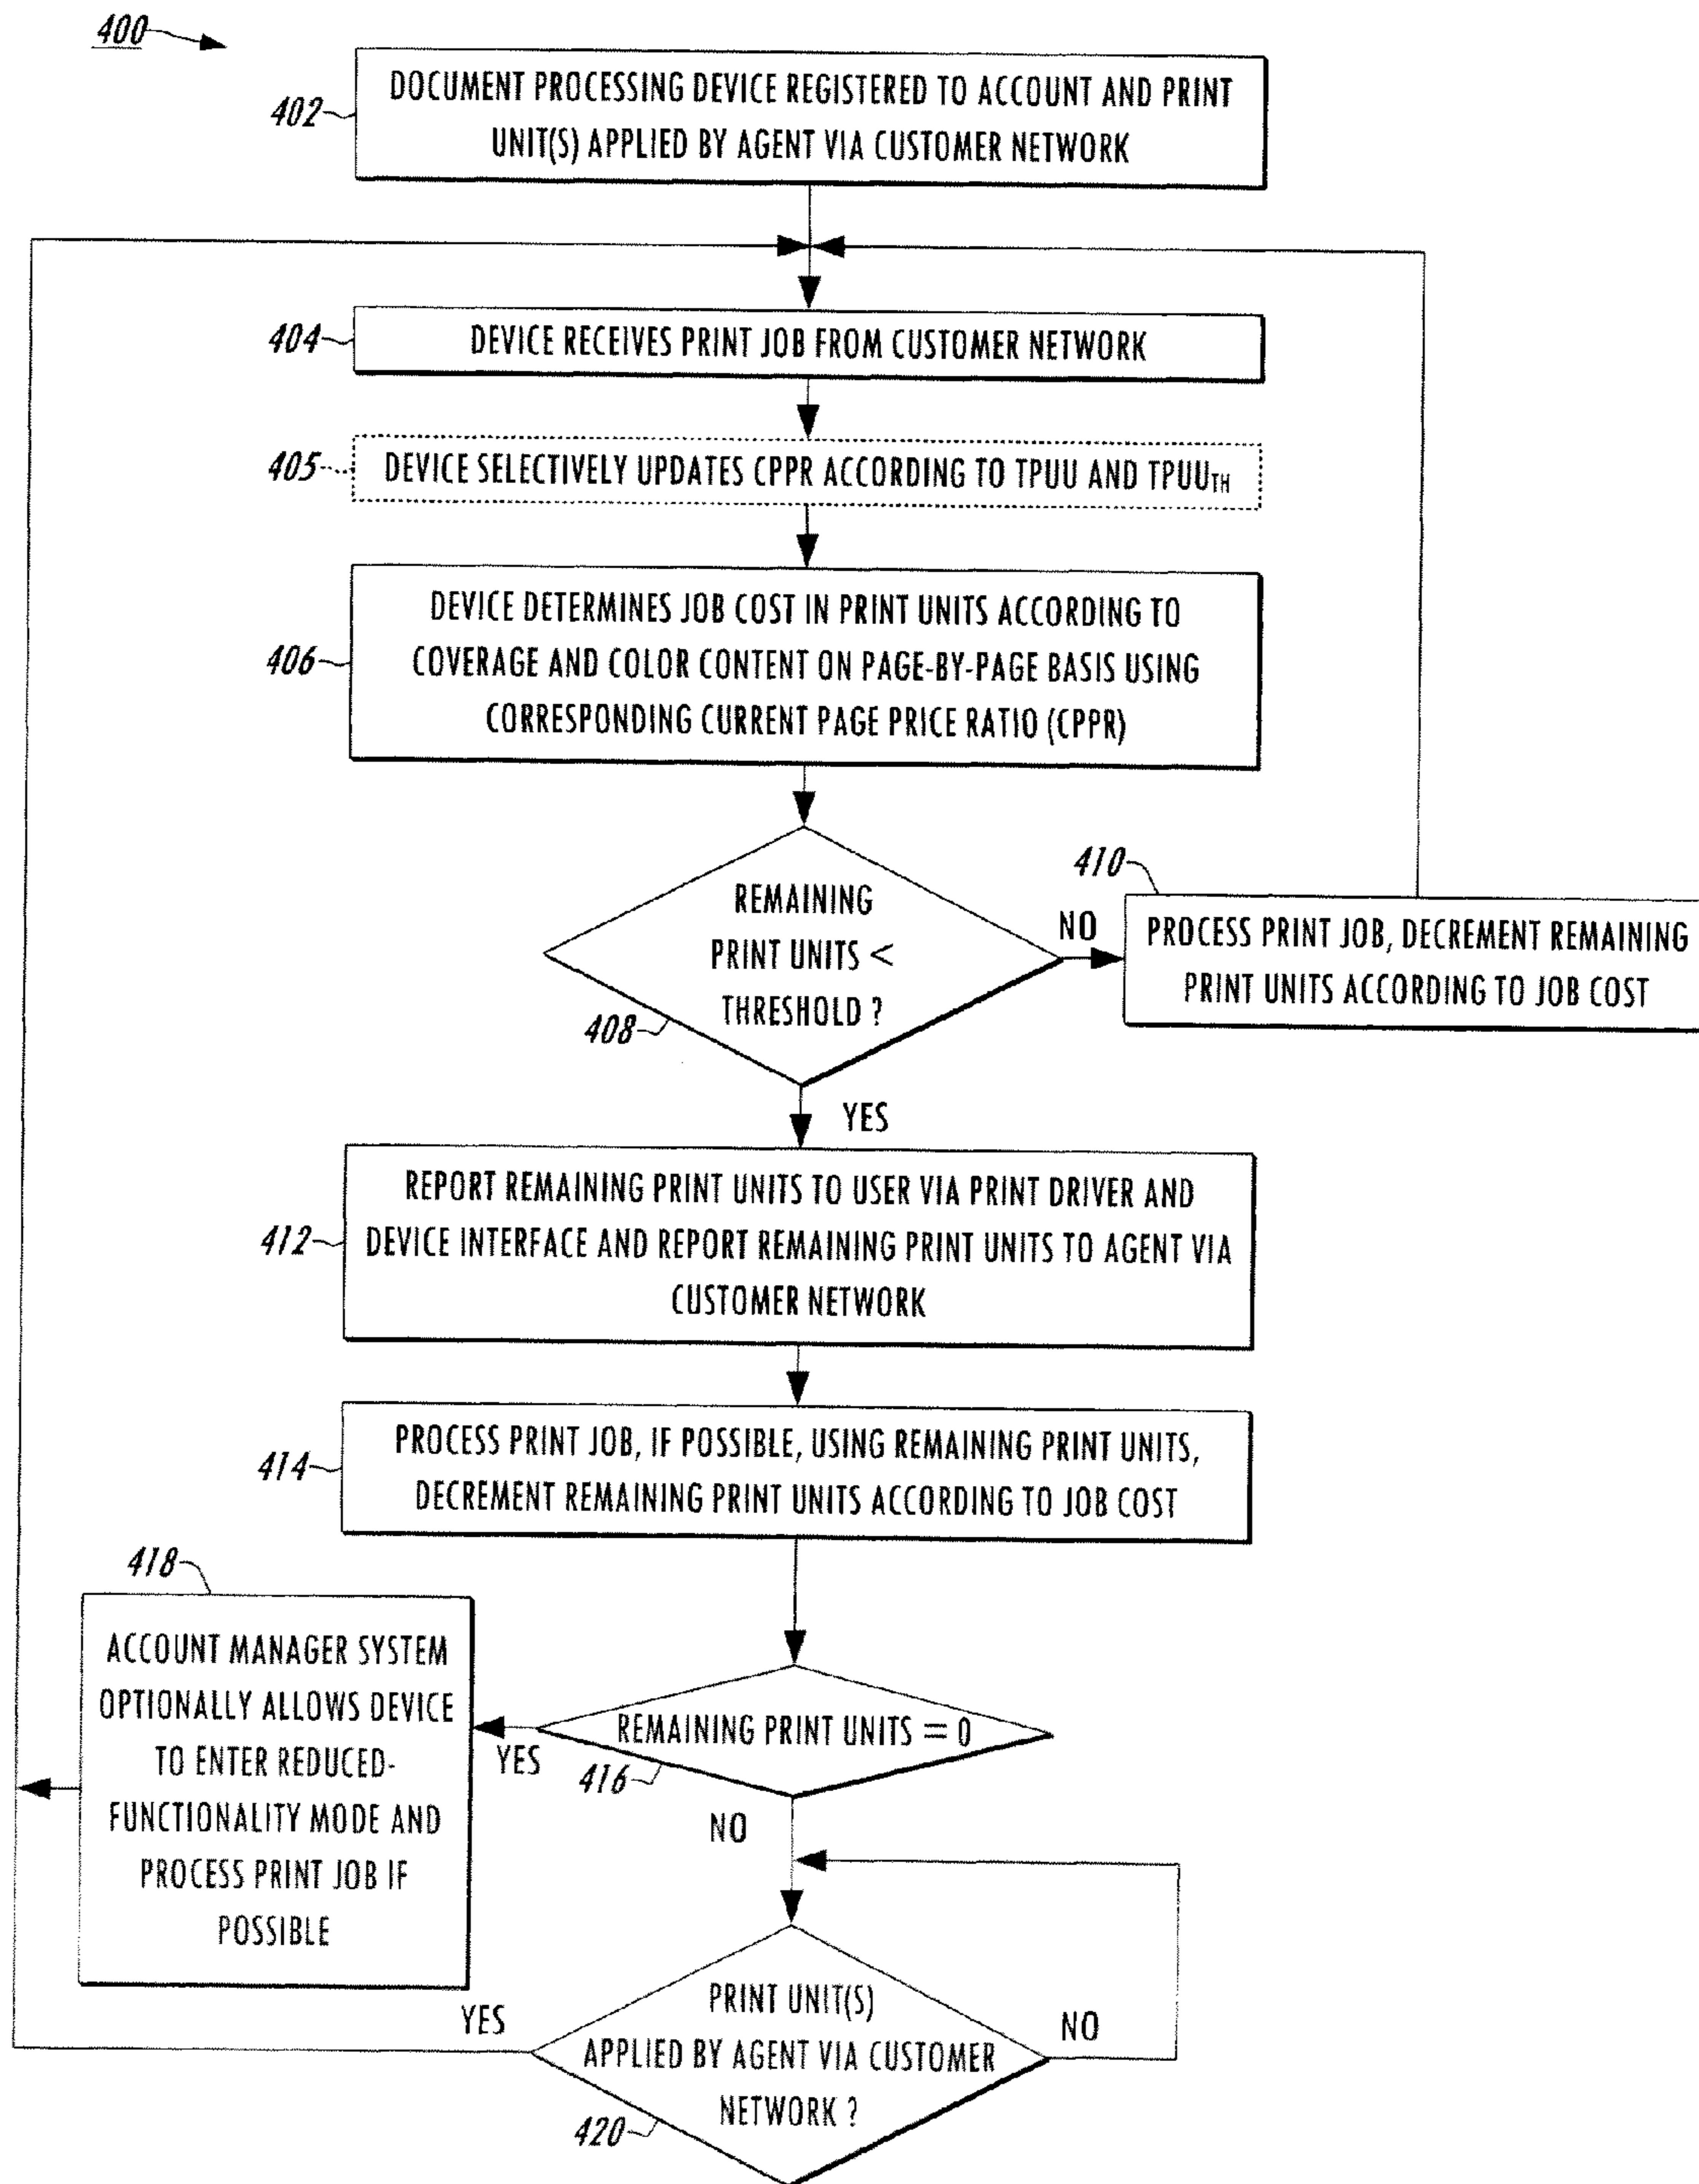 400
402
DOCUMENT PROCESSING DEVICE REGISTERED TO ACCOUNT AND PRINT
UNIT(S) APPLIED BY AGENT VIA CUSTOMER NETWORK
404
DEVICE RECEIVES PRINT JOB FROM CUSTOMER NETWORK
405
DEVICE SELECTIVELY UPDATES CPPR ACCORDING TO TPUU AND TPUUTH
406
DEVICE DETERMINES JOB COST IN PRINT UNITS ACCORDING TO
COVERAGE AND COLOR CONTENT ON PAGE-BY-PAGE BASIS USING
CORRESPONDING CURRENT PAGE PRICE RATIO (CPPR)
REMAINING
PRINT UNITS <
THRESHOLD ?
408
NO
410
PROCESS PRINT JOB, DECREMENT REMAINING
PRINT UNITS ACCORDING TO JOB COST
YES
412
REPORT REMAINING PRINT UNITS TO USER VIA PRINT DRIVER AND
DEVICE INTERFACE AND REPORT REMAINING PRINT UNITS TO AGENT VIA
CUSTOMER NETWORK
414
PROCESS PRINT JOB, IF POSSIBLE, USING REMAINING PRINT UNITS,
DECREMENT REMAINING PRINT UNITS ACCORDING TO JOB COST
REMAINING PRINT UNITS = 0
416
YES
418
ACCOUNT MANAGER SYSTEM
OPTIONALLY ALLOWS DEVICE
TO ENTER REDUCED-
FUNCTIONALITY MODE AND
PROCESS PRINT JOB IF
POSSIBLE
NO
PRINT UNIT(S)
APPLIED BY AGENT VIA CUSTOMER
NETWORK ?
420
YES
NO